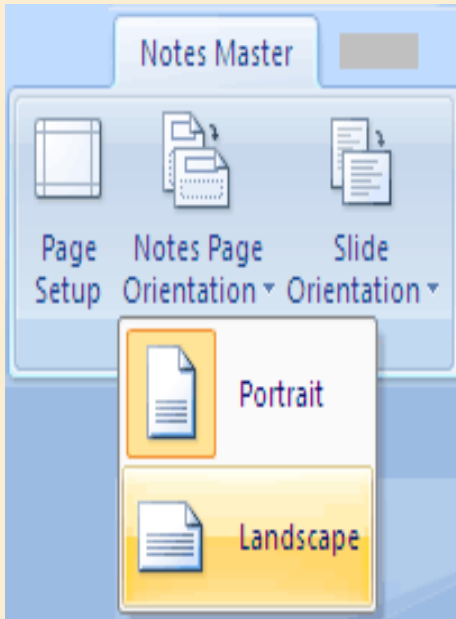 Notes Master
Page Setup
Notes Page Orientation
Slide Orientation
Portrait
Landscape